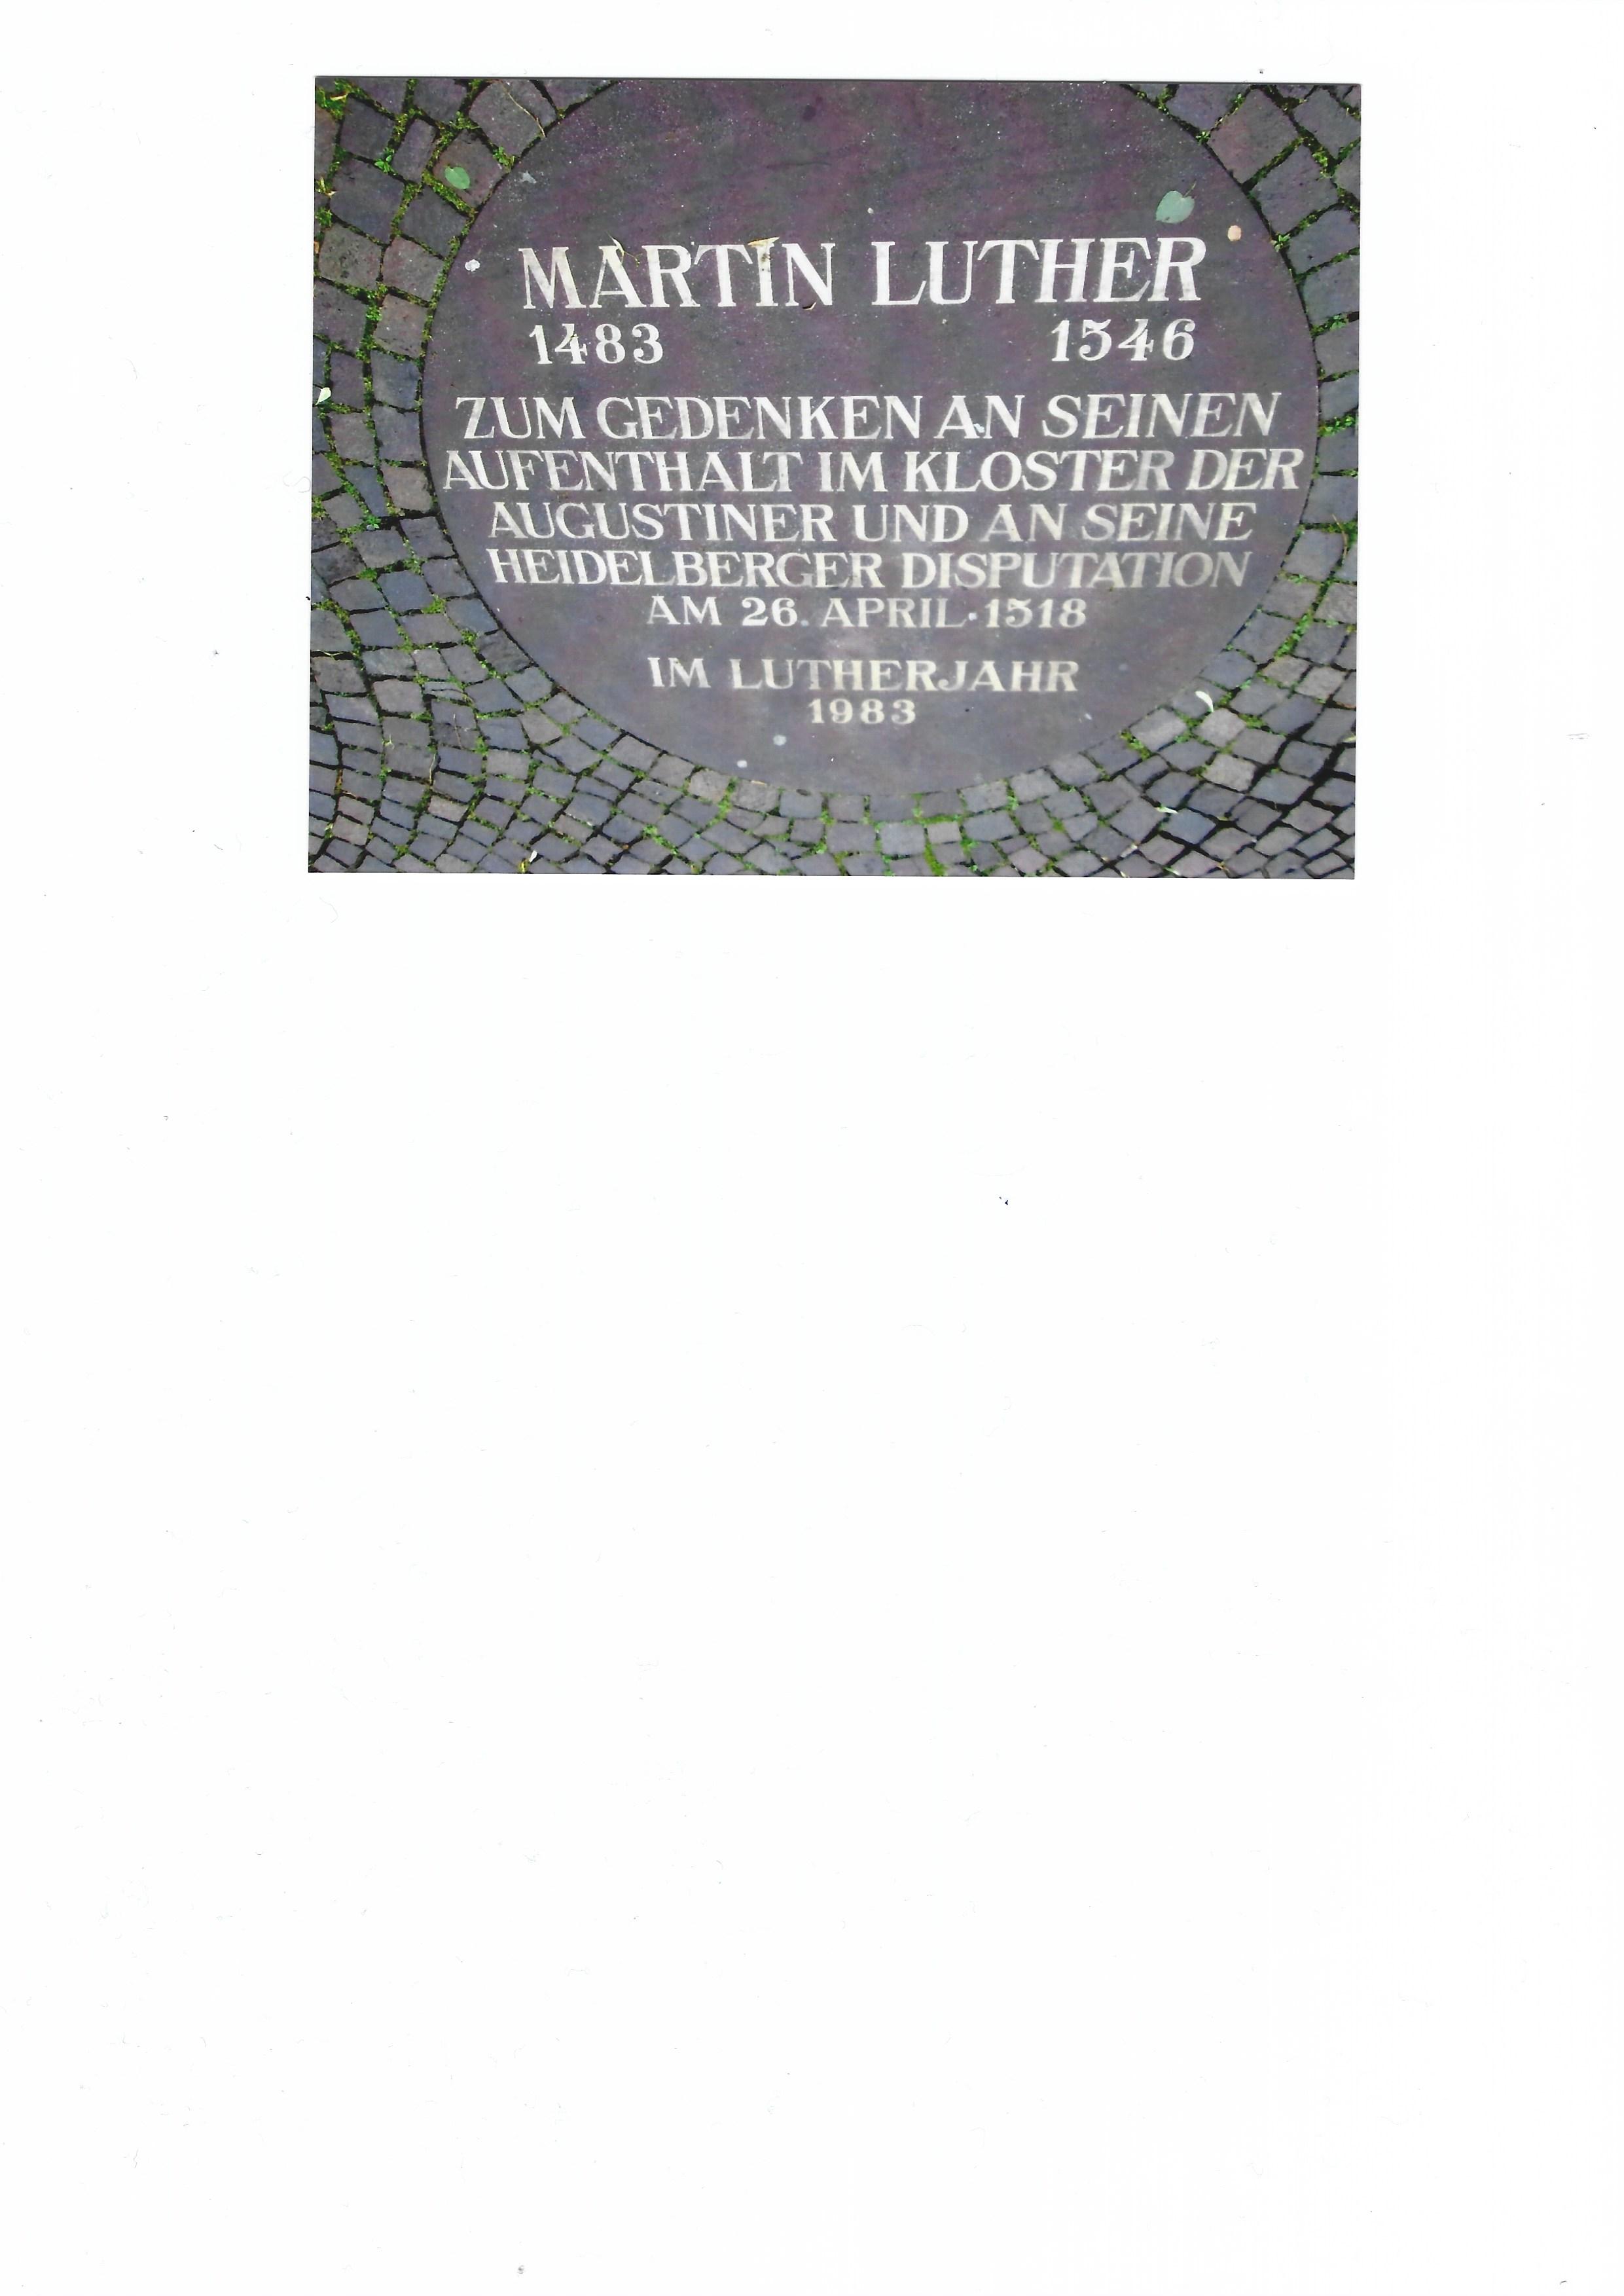 MARTIN LUTHER
1483 1546
ZUM GEDENKEN AN SEINEN
AUFENTHALT IM KLOSTER DER
AUGUSTINER UND AN SEINE
HEIDELBERGER DISPUTATION
AM 26. APRIL 1518
IM LUTHERJAHR
1983